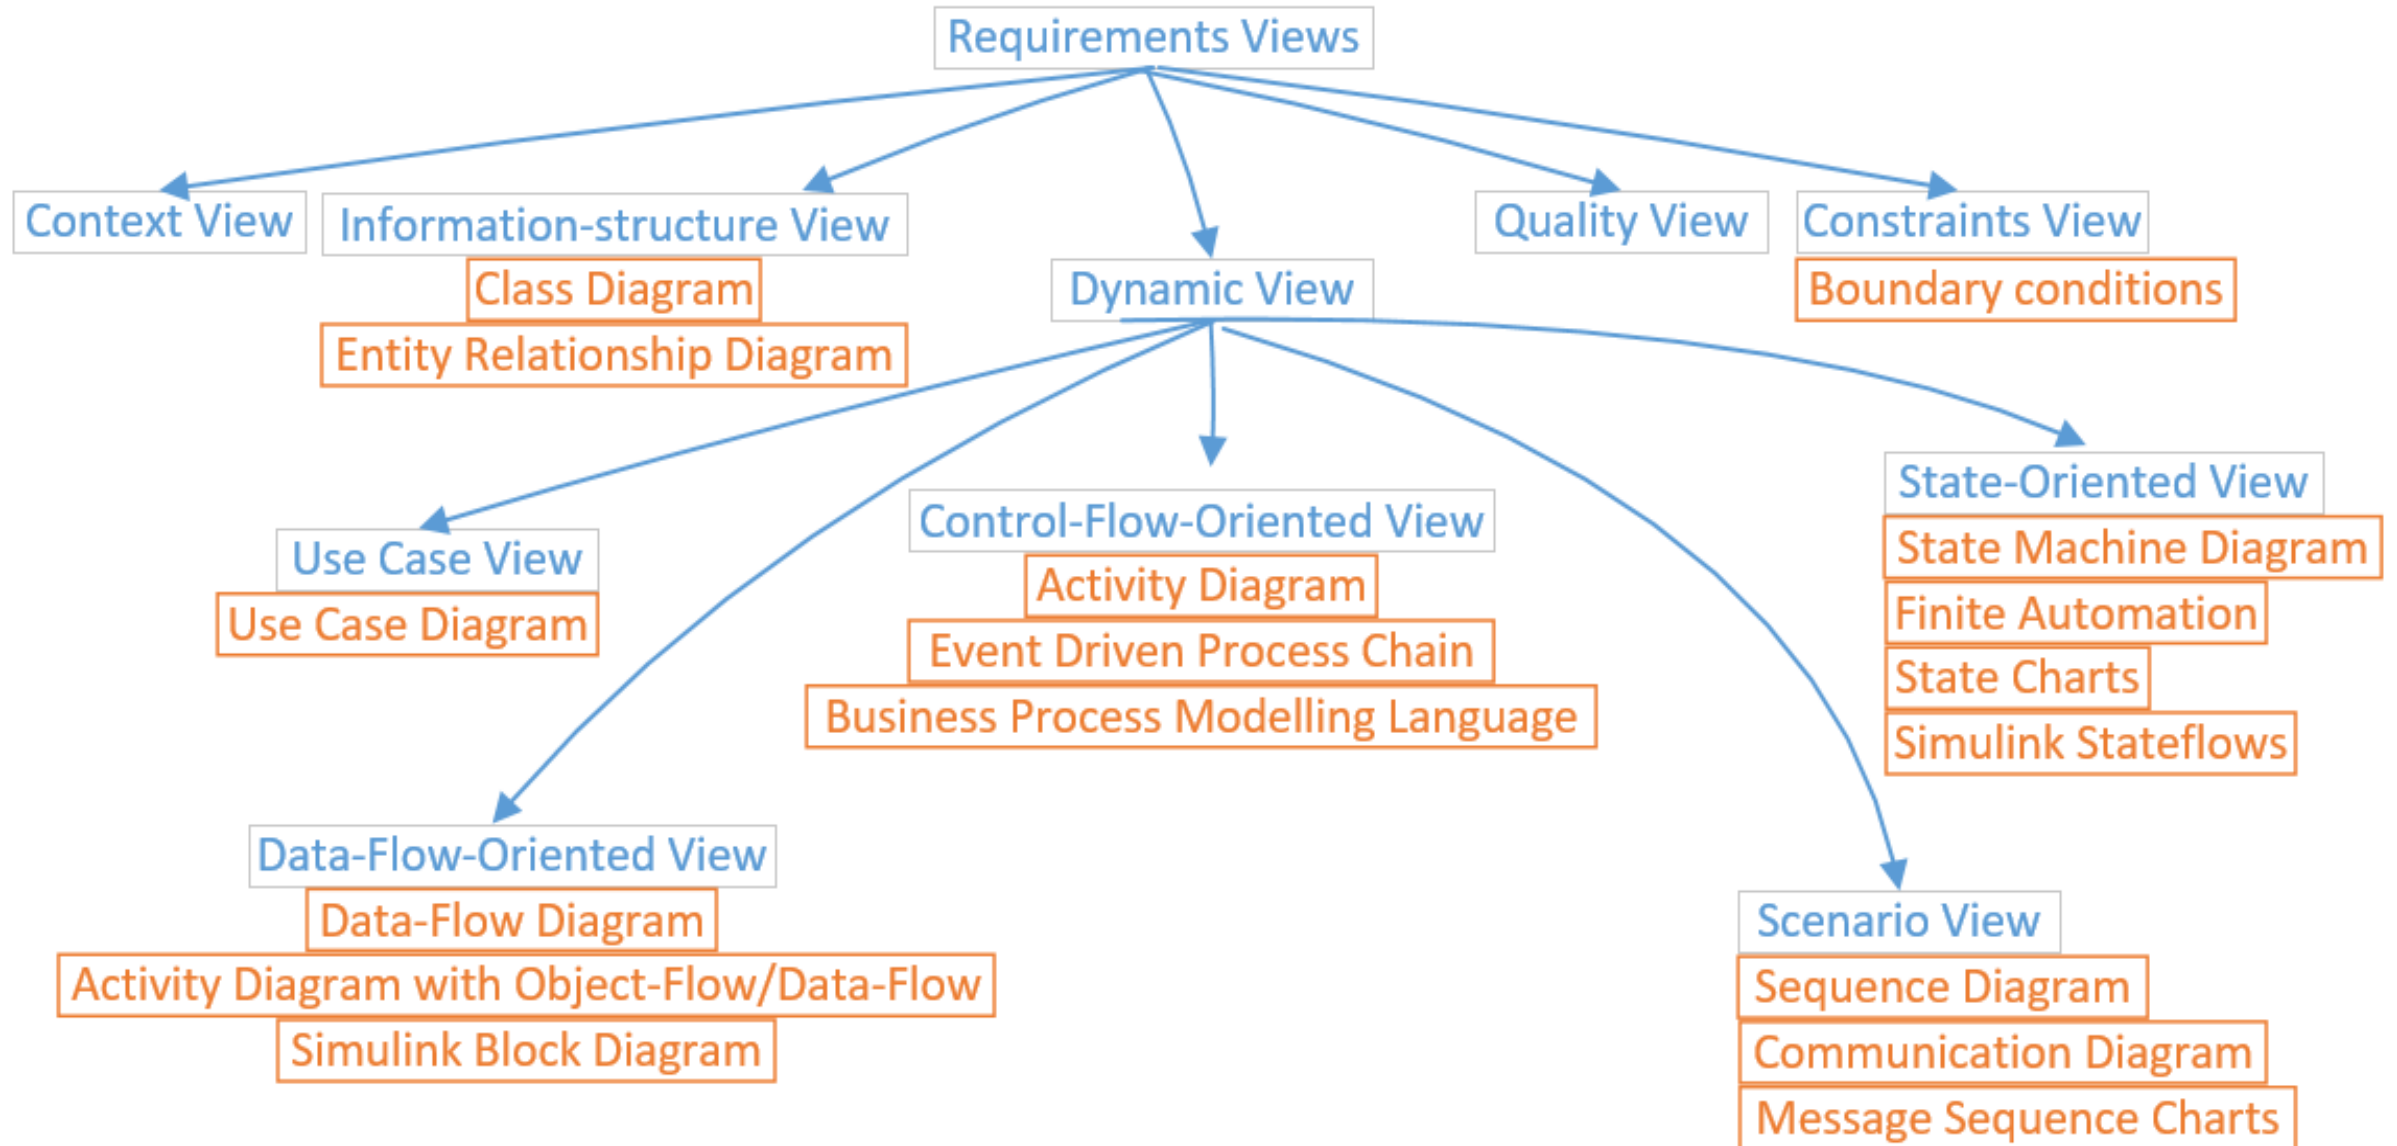 Requirements Views
Context View
Information-structure View
Class Diagram
Entity Relationship Diagram
Dynamic View
Quality View
Constraints View
Boundary conditions
Use Case View
Use Case Diagram
Data-Flow-Oriented View
Data-Flow Diagram
Activity Diagram with Object-Flow/Data-Flow
Simulink Block Diagram
Control-Flow-Oriented View
Activity Diagram
Event Driven Process Chain
Business Process Modelling Language
Scenario View
Sequence Diagram
Communication Diagram
Message Sequence Charts
State-Oriented View
State Machine Diagram
Finite Automation
State Charts
Simulink Stateflows